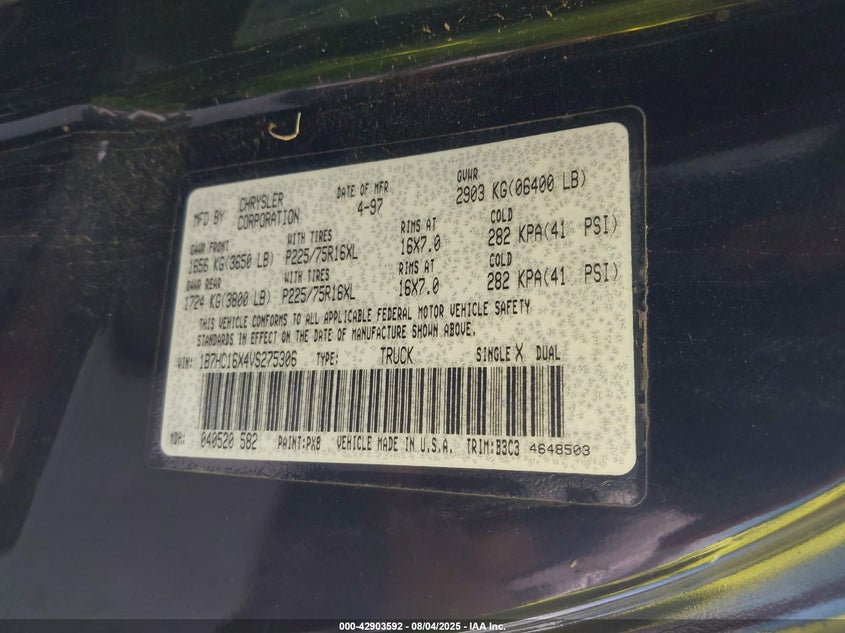 MFD BY CHRYSLER CORPORATION DATE OF MFR 4-97 GVWR 2903 KG(06400 LB)
GAWR FRONT WITH TIRES RIMS AT COLD
1656 KG(3650 LB) P225/75R16XL 16X7.0 282 KPA(41 PSI)
GAWR REAR WITH TIRES RIMS AT COLD
1724 KG(3800 LB) P225/75R16XL 16X7.0 282 KPA(41 PSI)
THIS VEHICLE CONFORMS TO ALL APPLICABLE FEDERAL MOTOR VEHICLE SAFETY
STANDARDS IN EFFECT ON THE DATE OF MANUFACTURE SHOWN ABOVE.
VIN: 1B7HC16X4VS275306 TYPE: TRUCK SINGLE X DUAL
MDH: 040520 582 PAINT:PX8 VEHICLE MADE IN U.S.A. TRIM:B3C3 4648503
000-42903592 - 08/04/2025 - IAA Inc.